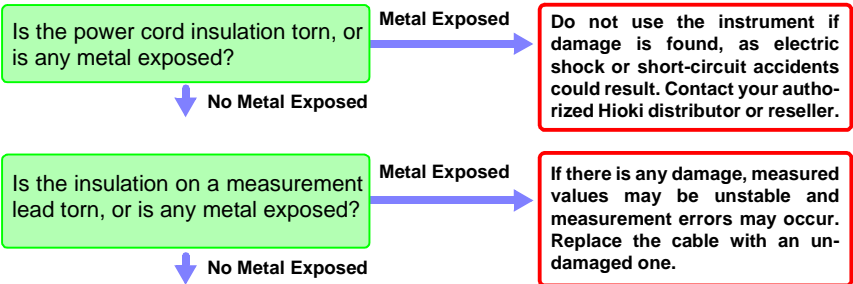 Is the power cord insulation torn, or
is any metal exposed?
Metal Exposed
Do not use the instrument if
damage is found, as electric
shock or short-circuit accidents
could result. Contact your autho-
rized Hioki distributor or reseller.
No Metal Exposed
Is the insulation on a measurement
lead torn, or is any metal exposed?
Metal Exposed
If there is any damage, measured
values may be unstable and
measurement errors may occur.
Replace the cable with an un-
damaged one.
No Metal Exposed